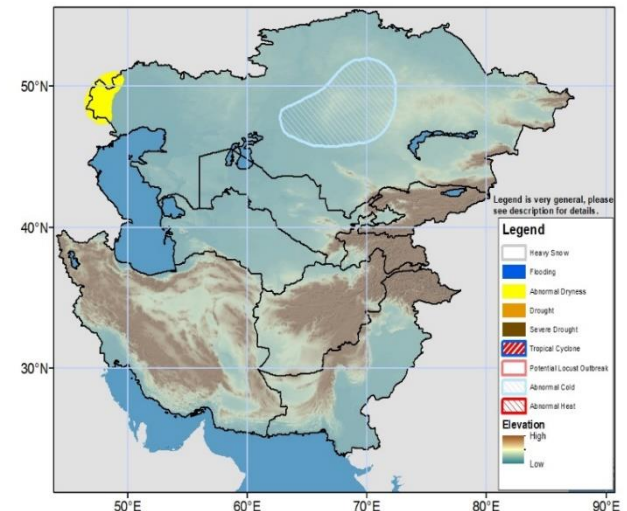 50°N
40°N
30°N
50°E
60°E
70°E
80°E
90°E
Legend is very general, please
see description for details.
Legend
Heavy Snow
Flooding
Abnormal Dryness
Drought
Severe Drought
Tropical Cyclone
Potential Locust Outbreak
Abnormal Cold
Abnormal Heat
Elevation
High
Low